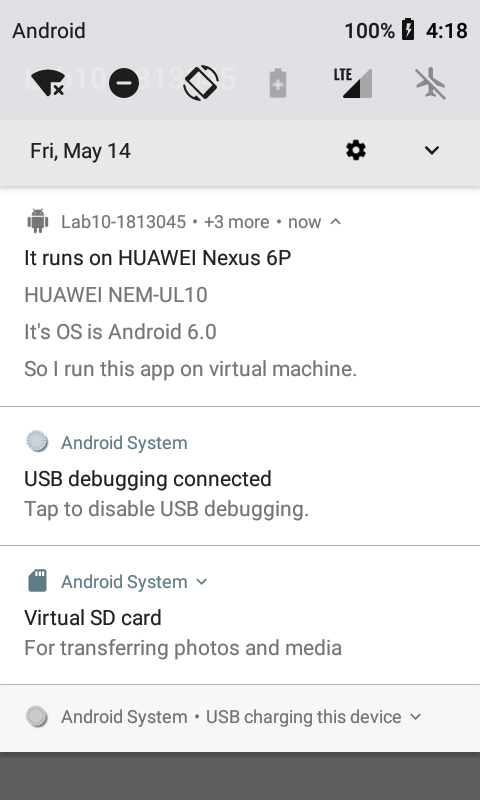 Android 100% 4:18
Lab10-1813045
LTE
Fri, May 14
Lab10-1813045 • +3 more • now
It runs on HUAWEI Nexus 6P
HUAWEI NEM-UL10
It's OS is Android 6.0
So I run this app on virtual machine.
Android System
USB debugging connected
Tap to disable USB debugging.
Android System
Virtual SD card
For transferring photos and media
Android System • USB charging this device